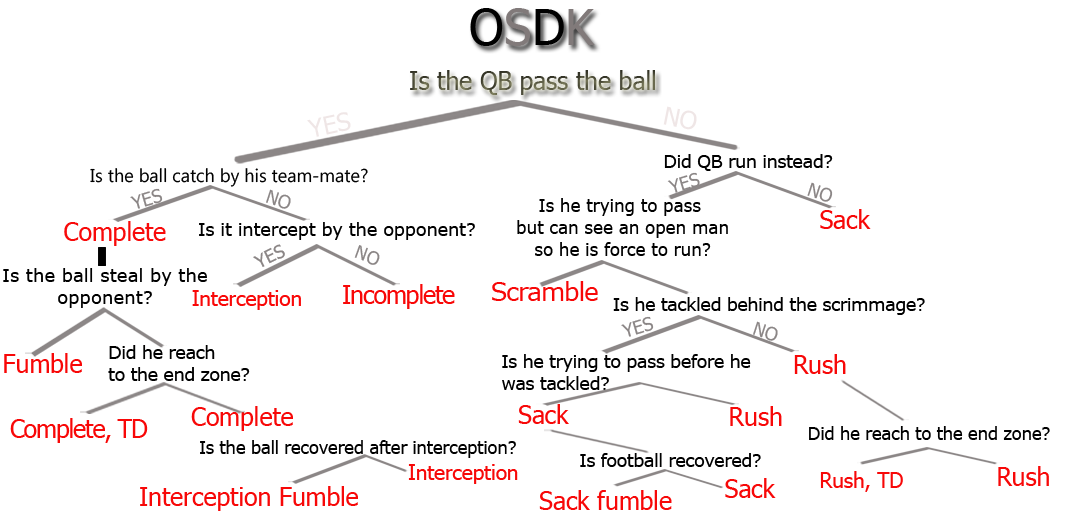 OSDK
Is the QB pass the ball
YES
NO
Is the ball catch by his team-mate?
Did QB run instead?
YES
NO
YES
NO
Complete
Is it intercept by the opponent?
Is he trying to pass
but can see an open man
so he is force to run?
Sack
YES
NO
Is the ball steal by the
opponent?
Interception
Incomplete
Scramble
Is he tackled behind the scrimmage?
YES
NO
Fumble
Did he reach
to the end zone?
Is he trying to pass before he
was tackled?
Rush
Complete, TD
Complete
Sack
Rush
Is the ball recovered after interception?
Did he reach to the end zone?
Interception Fumble
Interception
Is football recovered?
Sack fumble
Sack
Rush, TD
Rush